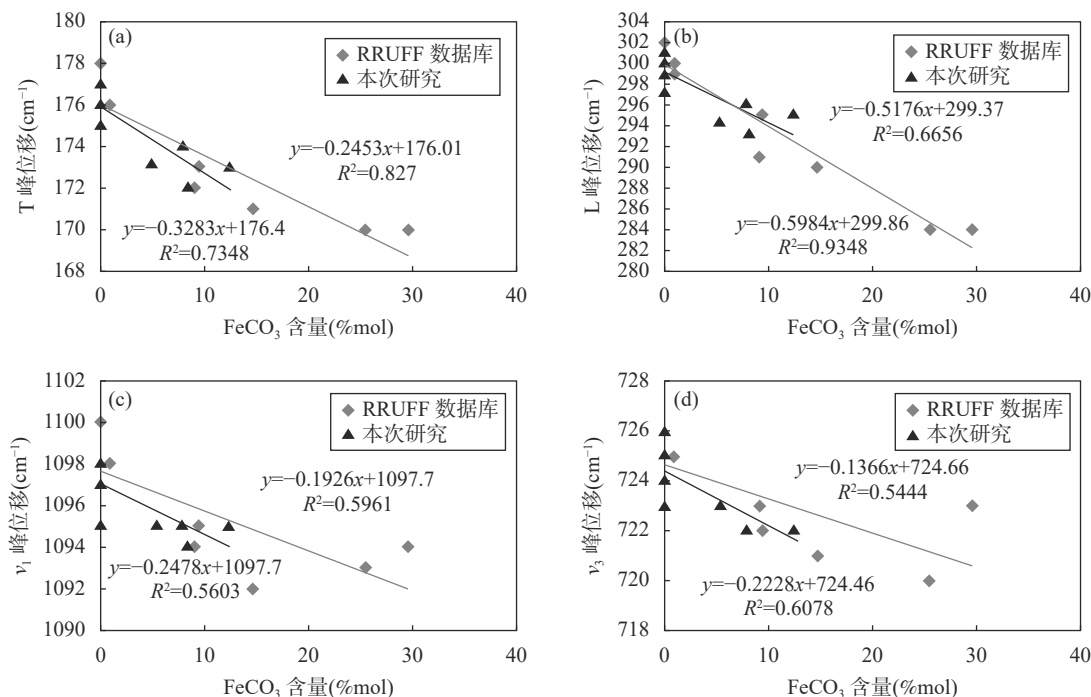 (a)
RRUFF 数据库
本次研究
y=−0.2453x+176.01
R²=0.827
y=−0.3283x+176.4
R²=0.7348
T 峰位移(cm⁻¹)
180
178
176
174
172
170
168
0 10 20 30 40
FeCO₃ 含量(%mol)
(b)
RRUFF 数据库
本次研究
y=−0.5176x+299.37
R²=0.6656
y=−0.5984x+299.86
R²=0.9348
L 峰位移(cm⁻¹)
304
302
300
298
296
294
292
290
288
286
284
282
280
0 10 20 30 40
FeCO₃ 含量(%mol)
(c)
RRUFF 数据库
本次研究
y=−0.1926x+1097.7
R²=0.5961
y=−0.2478x+1097.7
R²=0.5603
v₁ 峰位移(cm⁻¹)
1102
1100
1098
1096
1094
1092
1090
0 10 20 30 40
FeCO₃ 含量(%mol)
(d)
RRUFF 数据库
本次研究
y=−0.1366x+724.66
R²=0.5444
y=−0.2228x+724.46
R²=0.6078
v₃ 峰位移(cm⁻¹)
728
726
724
722
720
718
0 10 20 30 40
FeCO₃ 含量(%mol)